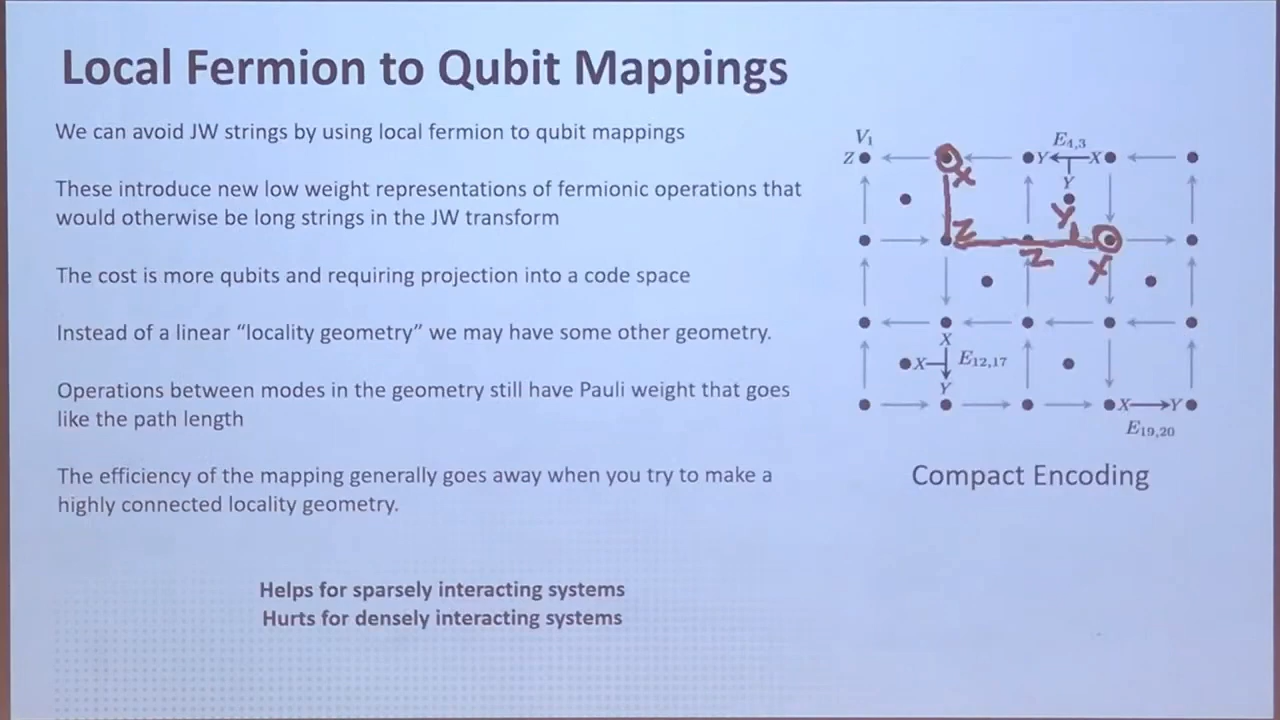 Local Fermion to Qubit Mappings
We can avoid JW strings by using local fermion to qubit mappings
These introduce new low weight representations of fermionic operations that
would otherwise be long strings in the JW transform
The cost is more qubits and requiring projection into a code space
Instead of a linear “locality geometry” we may have some other geometry.
Operations between modes in the geometry still have Pauli weight that goes
like the path length
The efficiency of the mapping generally goes away when you try to make a
highly connected locality geometry.
Helps for sparsely interacting systems
Hurts for densely interacting systems
V₁
E₄,₃
Z
Y
X
X
Y
Y
Z
Z
X
X
X
E₁₂,₁₇
Y
X
Y
E₁₉,₂₀
Compact Encoding